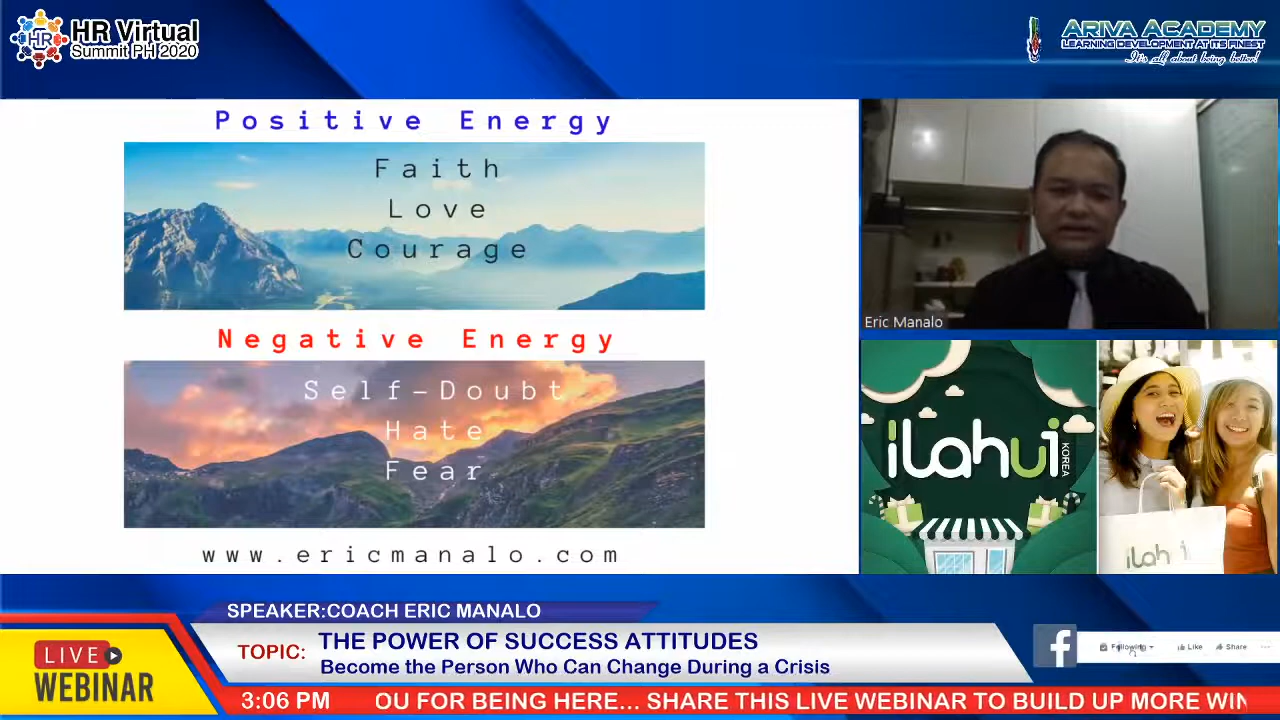 HR
HR Virtual
Summit PH 2020
ARIVA ACADEMY
LEARNING DEVELOPMENT AT ITS FINEST
It's all about being better!
Positive Energy
Faith
Love
Courage
Negative Energy
Self-Doubt
Hate
Fear
www.ericmanalo.com
Eric Manalo
ilahui
KOREA
ilahui
SPEAKER:COACH ERIC MANALO
LIVE
WEBINAR
TOPIC:
THE POWER OF SUCCESS ATTITUDES
Become the Person Who Can Change During a Crisis
Following
Like
Share
3:06 PM
OU FOR BEING HERE... SHARE THIS LIVE WEBINAR TO BUILD UP MORE WIN